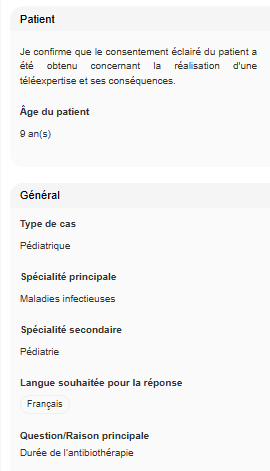 Patient
Je confirme que le consentement éclairé du patient a
été obtenu concernant la réalisation d'une
téléexpertise et ses conséquences.
Âge du patient
9 an(s)
Général
Type de cas
Pédiatrique
Spécialité principale
Maladies infectieuses
Spécialité secondaire
Pédiatrie
Langue souhaitée pour la réponse
Français
Question/Raison principale
Durée de l'antibiothérapie